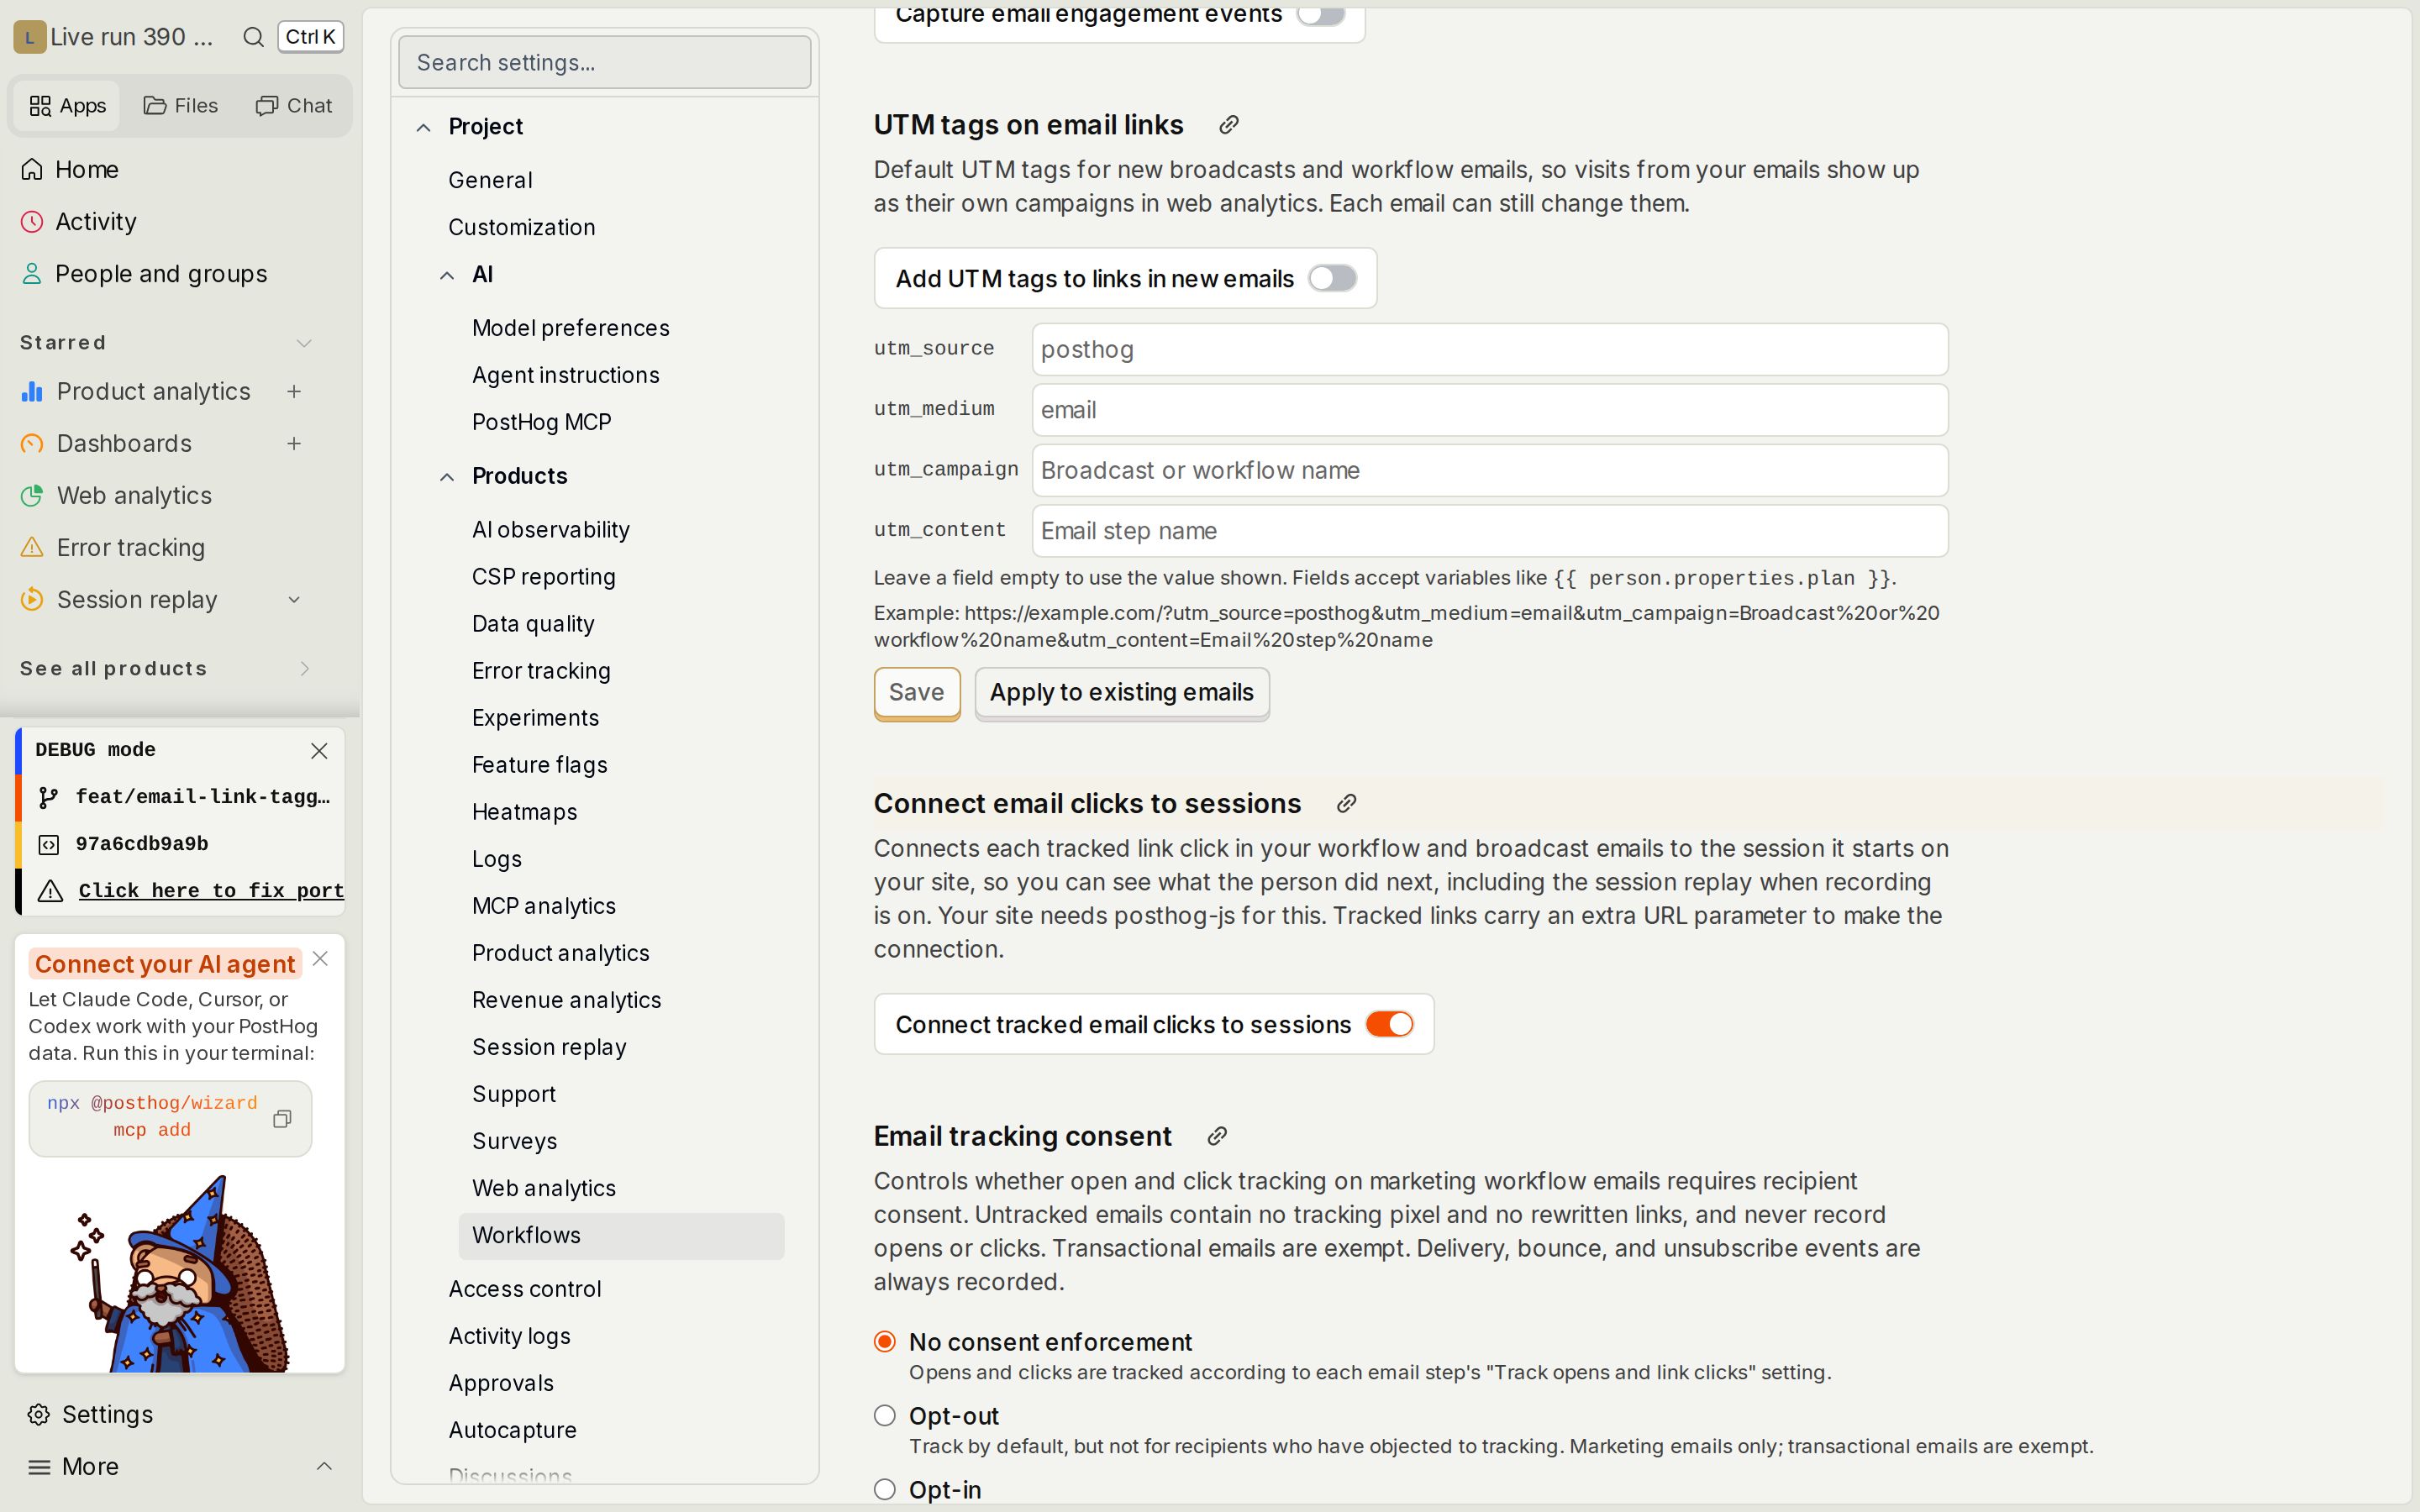 L Live run 390 ... Ctrl K
Apps Files Chat
Home
Activity
People and groups
Starred
Product analytics
Dashboards
Web analytics
Error tracking
Session replay
See all products
DEBUG mode
feat/email-link-tagg...
97a6cdb9a9b
Click here to fix port
Connect your AI agent
Let Claude Code, Cursor, or
Codex work with your PostHog
data. Run this in your terminal:
npx @posthog/wizard
mcp add
Settings
More
Search settings...
Project
General
Customization
AI
Model preferences
Agent instructions
PostHog MCP
Products
AI observability
CSP reporting
Data quality
Error tracking
Experiments
Feature flags
Heatmaps
Logs
MCP analytics
Product analytics
Revenue analytics
Session replay
Support
Surveys
Web analytics
Workflows
Access control
Activity logs
Approvals
Autocapture
Discussions
Capture email engagement events
UTM tags on email links
Default UTM tags for new broadcasts and workflow emails, so visits from your emails show up
as their own campaigns in web analytics. Each email can still change them.
Add UTM tags to links in new emails
utm_source posthog
utm_medium email
utm_campaign Broadcast or workflow name
utm_content Email step name
Leave a field empty to use the value shown. Fields accept variables like {{ person.properties.plan }}.
Example: https://example.com/?utm_source=posthog&utm_medium=email&utm_campaign=Broadcast%20or%20
workflow%20name&utm_content=Email%20step%20name
Save Apply to existing emails
Connect email clicks to sessions
Connects each tracked link click in your workflow and broadcast emails to the session it starts on
your site, so you can see what the person did next, including the session replay when recording
is on. Your site needs posthog-js for this. Tracked links carry an extra URL parameter to make the
connection.
Connect tracked email clicks to sessions
Email tracking consent
Controls whether open and click tracking on marketing workflow emails requires recipient
consent. Untracked emails contain no tracking pixel and no rewritten links, and never record
opens or clicks. Transactional emails are exempt. Delivery, bounce, and unsubscribe events are
always recorded.
No consent enforcement
Opens and clicks are tracked according to each email step's "Track opens and link clicks" setting.
Opt-out
Track by default, but not for recipients who have objected to tracking. Marketing emails only; transactional emails are exempt.
Opt-in